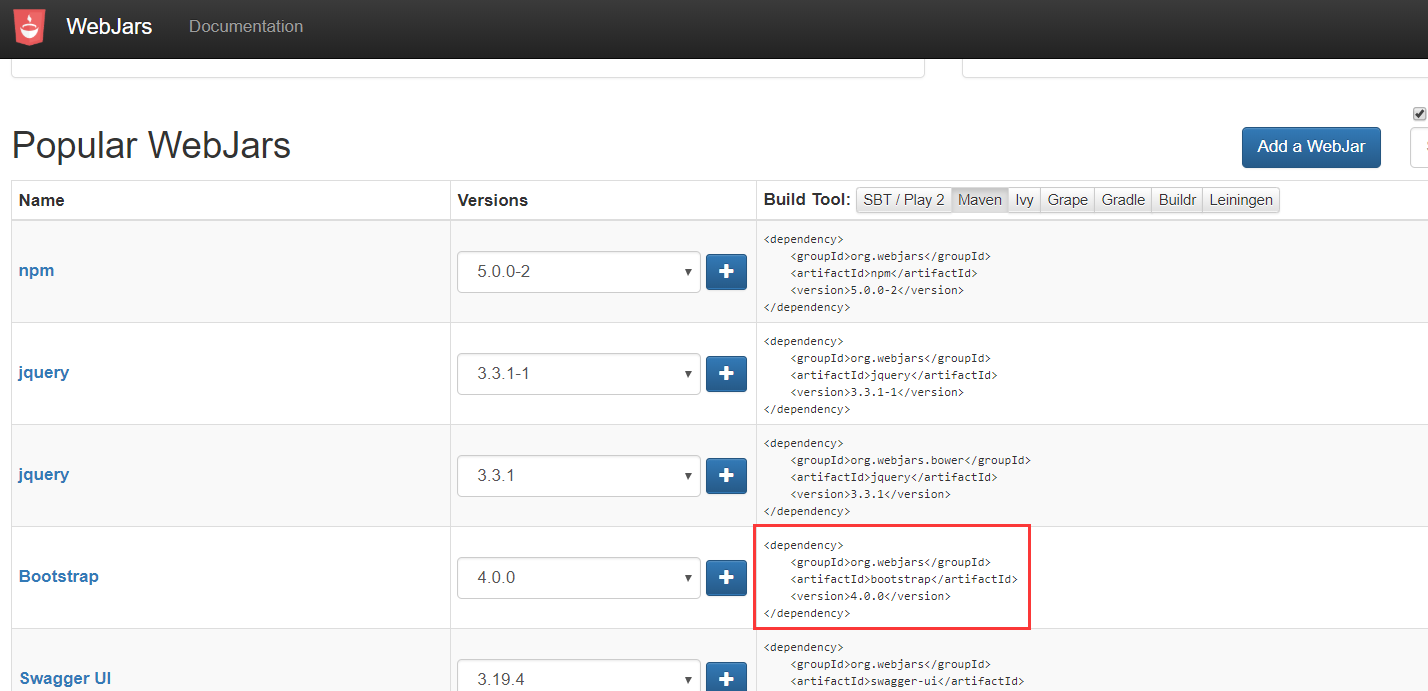 WebJars Documentation
Popular WebJars
Add a WebJar
Name Versions Build Tool: SBT / Play 2 Maven Ivy Grape Gradle Buildr Leiningen
npm 5.0.0-2
<dependency>
    <groupId>org.webjars</groupId>
    <artifactId>npm</artifactId>
    <version>5.0.0-2</version>
</dependency>
jquery 3.3.1-1
<dependency>
    <groupId>org.webjars</groupId>
    <artifactId>jquery</artifactId>
    <version>3.3.1-1</version>
</dependency>
jquery 3.3.1
<dependency>
    <groupId>org.webjars.bower</groupId>
    <artifactId>jquery</artifactId>
    <version>3.3.1</version>
</dependency>
Bootstrap 4.0.0
<dependency>
    <groupId>org.webjars</groupId>
    <artifactId>bootstrap</artifactId>
    <version>4.0.0</version>
</dependency>
Swagger UI 3.19.4
<dependency>
    <groupId>org.webjars</groupId>
    <artifactId>swagger-ui</artifactId>